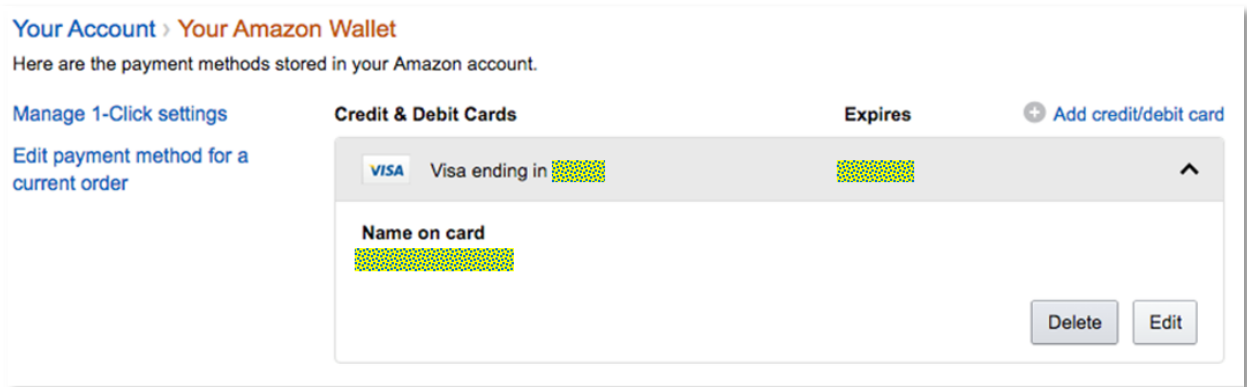 Your Account › Your Amazon Wallet
Here are the payment methods stored in your Amazon account.
Manage 1-Click settings
Edit payment method for a
current order
Credit & Debit Cards Expires Add credit/debit card
VISA Visa ending in
Name on card
Delete Edit